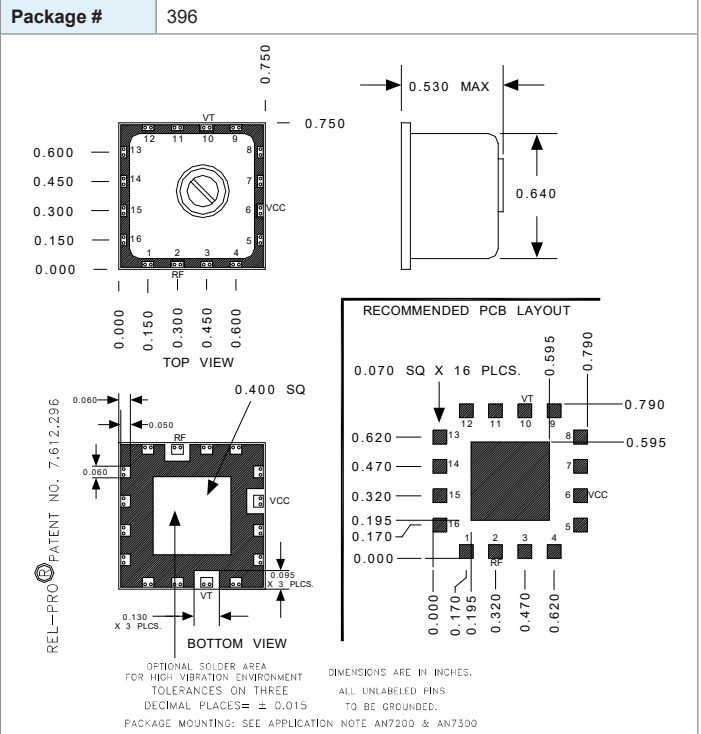 Package # 396
0.750
0.530 MAX
VT
0.750
12 11 10 9
0.600
13
8
0.450
14
7
0.640
0.300
15
6
VCC
0.150
16
5
1 2 3 4
0.000
RF
0.000
0.150
0.300
0.450
0.600
TOP VIEW
RECOMMENDED PCB LAYOUT
0.595
0.790
0.070 SQ X 16 PLCS.
VT
0.790
12 11 10 9
0.620
13
8
0.595
0.470
14
7
0.320
15
6
VCC
0.195
0.170
16
5
1 2 3 4
0.000
RF
0.000
0.170
0.195
0.320
0.470
0.620
0.060
0.400 SQ
0.050
RF
0.060
VCC
0.095
X 3 PLCS.
VT
0.130
X 3 PLCS.
BOTTOM VIEW
REL-PRO® PATENT NO. 7,612,296
OPTIONAL SOLDER AREA
FOR HIGH VIBRATION ENVIRONMENT
DIMENSIONS ARE IN INCHES.
TOLERANCES ON THREE
ALL UNLABELED PINS
DECIMAL PLACES= ± 0.015
TO BE GROUNDED.
PACKAGE MOUNTING: SEE APPLICATION NOTE AN7200 & AN7300